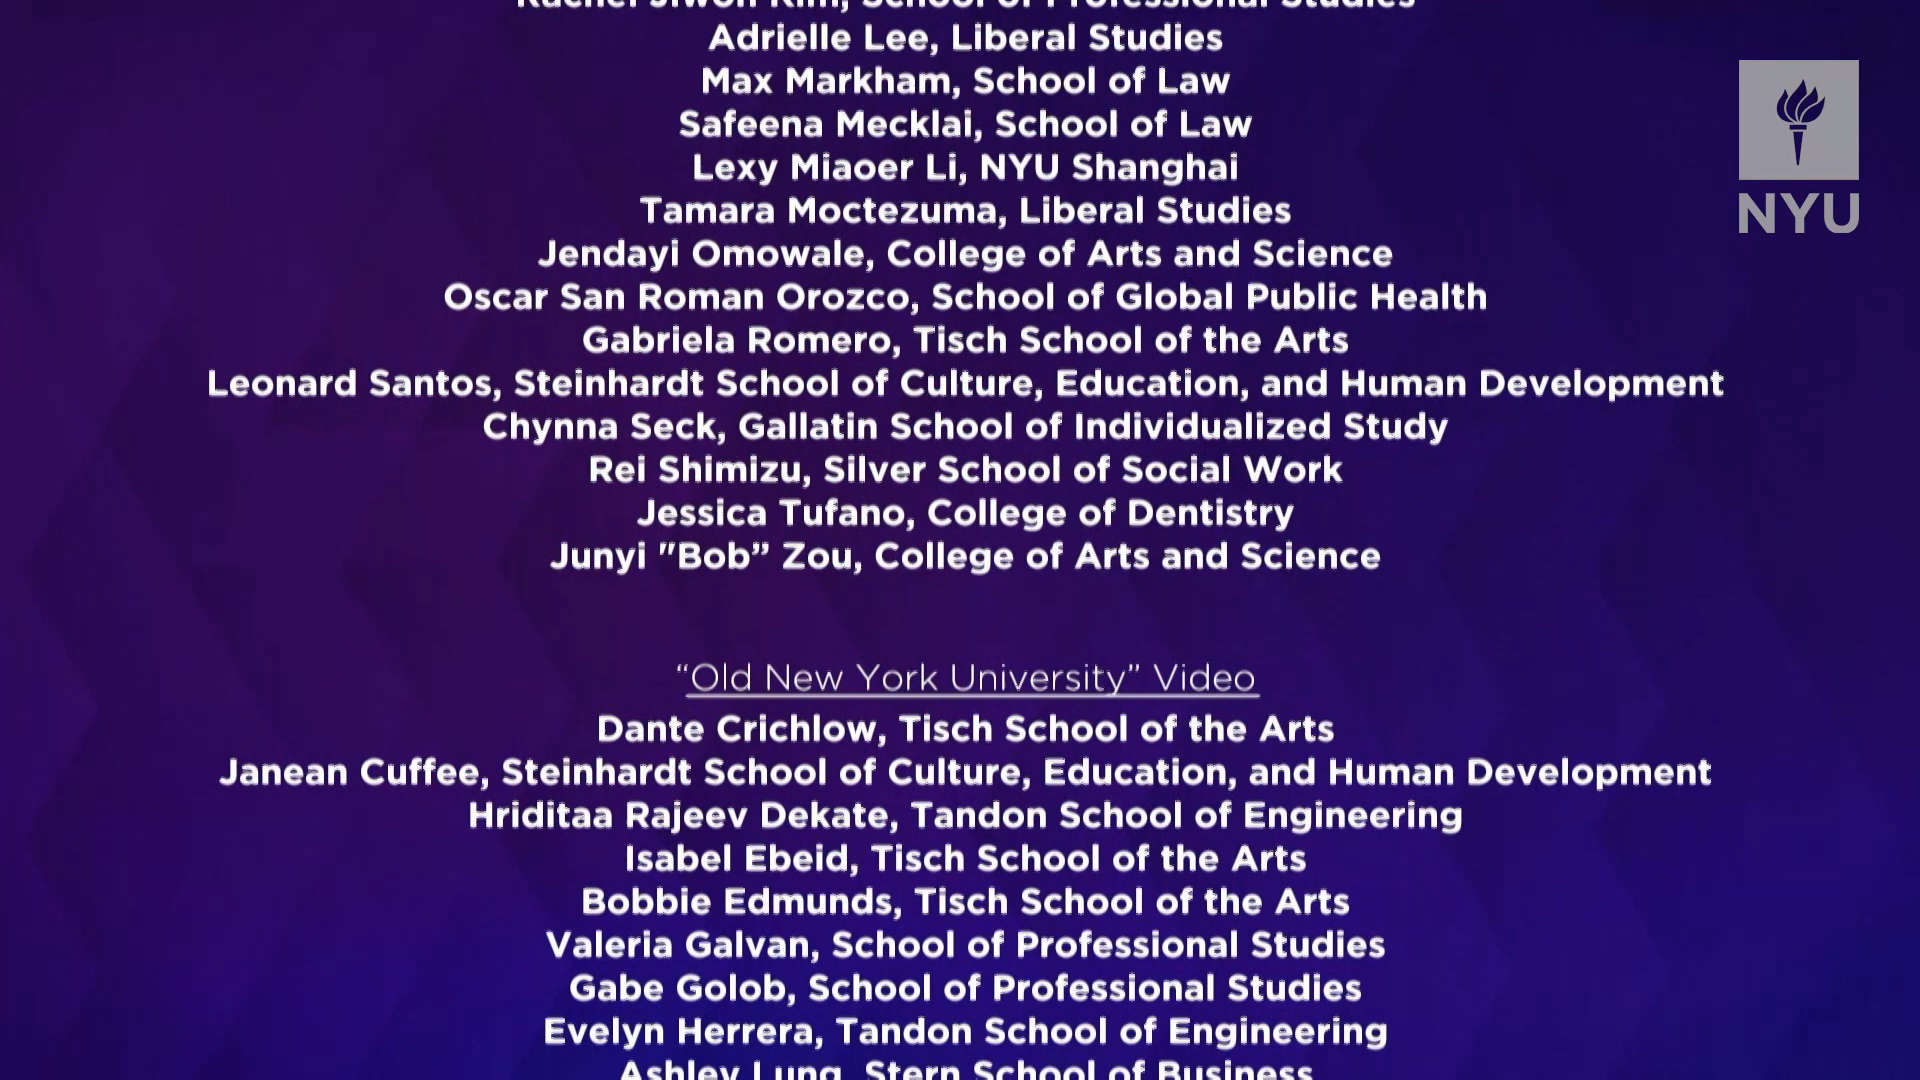 Rachel Jiwon Kim, School of Professional Studies
Adrielle Lee, Liberal Studies
Max Markham, School of Law
Safeena Mecklai, School of Law
Lexy Miaoer Li, NYU Shanghai
Tamara Moctezuma, Liberal Studies
Jendayi Omowale, College of Arts and Science
Oscar San Roman Orozco, School of Global Public Health
Gabriela Romero, Tisch School of the Arts
Leonard Santos, Steinhardt School of Culture, Education, and Human Development
Chynna Seck, Gallatin School of Individualized Study
Rei Shimizu, Silver School of Social Work
Jessica Tufano, College of Dentistry
Junyi "Bob” Zou, College of Arts and Science
“Old New York University” Video
Dante Crichlow, Tisch School of the Arts
Janean Cuffee, Steinhardt School of Culture, Education, and Human Development
Hriditaa Rajeev Dekate, Tandon School of Engineering
Isabel Ebeid, Tisch School of the Arts
Bobbie Edmunds, Tisch School of the Arts
Valeria Galvan, School of Professional Studies
Gabe Golob, School of Professional Studies
Evelyn Herrera, Tandon School of Engineering
Ashley Lung, Stern School of Business
NYU